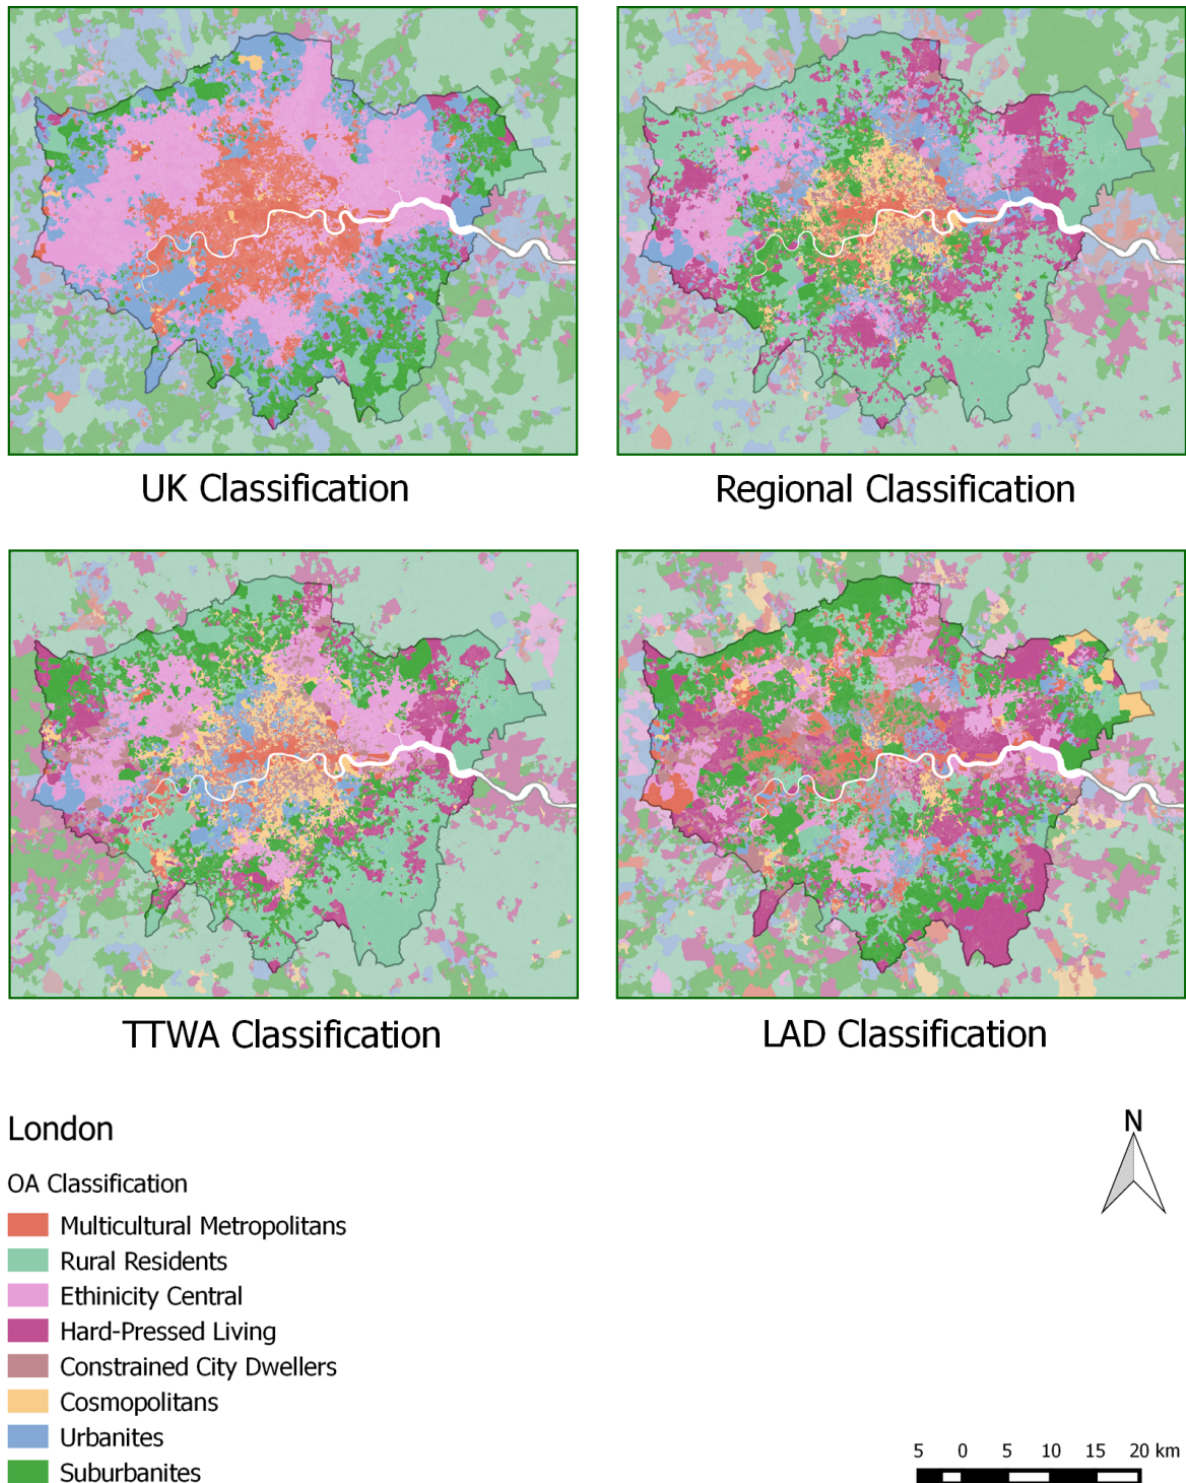 UK Classification
Regional Classification
TTWA Classification
LAD Classification
London
OA Classification
Multicultural Metropolitans
Rural Residents
Ethinicity Central
Hard-Pressed Living
Constrained City Dwellers
Cosmopolitans
Urbanites
Suburbanites
N
5 0 5 10 15 20 km